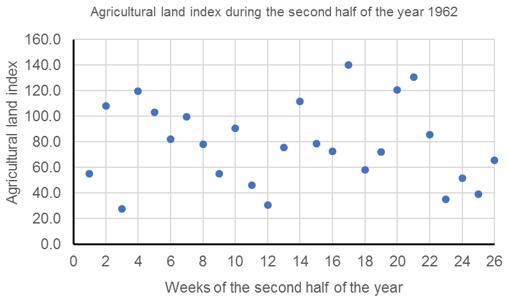 Agricultural land index during the second half of the year 1962
160.0
140.0
120.0
100.0
80.0
60.0
40.0
20.0
0.0
Agricultural land index
0 2 4 6 8 10 12 14 16 18 20 22 24 26
Weeks of the second half of the year